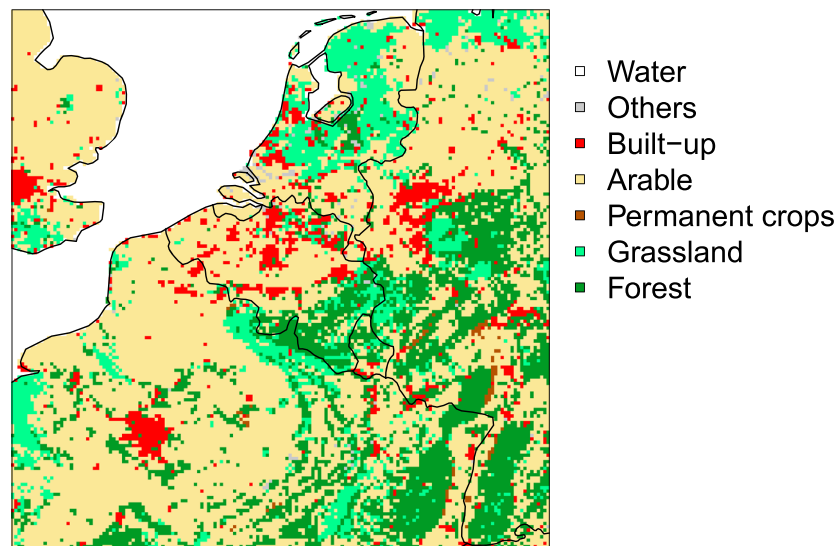 Water
Others
Built−up
Arable
Permanent crops
Grassland
Forest